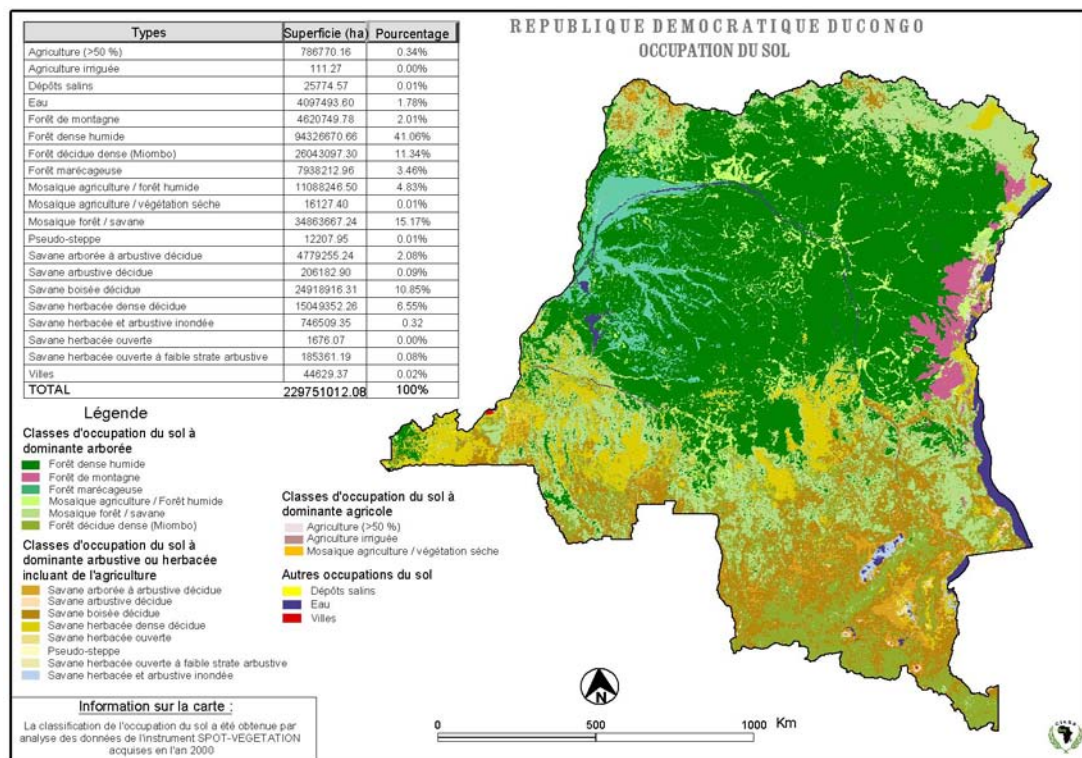 REPUBLIQUE DEMOCRATIQUE DU CONGO
OCCUPATION DU SOL
Types Superficie (ha) Pourcentage
Agriculture (>50 %) 786770.16 0.34%
Agriculture irriguée 111.27 0.00%
Dépôts salins 25774.57 0.01%
Eau 4097493.60 1.78%
Forêt de montagne 4620749.78 2.01%
Forêt dense humide 94326670.66 41.06%
Forêt décidue dense (Miombo) 26043097.30 11.34%
Forêt marécageuse 7938212.96 3.46%
Mosaïque agriculture / forêt humide 11088246.50 4.83%
Mosaïque agriculture / végétation sèche 16127.40 0.01%
Mosaïque forêt / savane 34863667.24 15.17%
Pseudo-steppe 12207.95 0.01%
Savane arborée à arbustive décidue 4779255.24 2.08%
Savane arbustive décidue 206182.90 0.09%
Savane boisée décidue 24918916.31 10.85%
Savane herbacée dense décidue 15049352.26 6.55%
Savane herbacée et arbustive inondée 746509.35 0.32
Savane herbacée ouverte 1676.07 0.00%
Savane herbacée ouverte à faible strate arbustive 185361.19 0.08%
Villes 44629.37 0.02%
TOTAL 229751012.08 100%
Légende
Classes d'occupation du sol à
dominante arborée
Forêt dense humide
Forêt de montagne
Forêt marécageuse
Mosaïque agriculture / Forêt humide
Mosaïque forêt / savane
Forêt décidue dense (Miombo)
Classes d'occupation du sol à
dominante arbustive ou herbacée
incluant de l'agriculture
Savane arborée à arbustive décidue
Savane arbustive décidue
Savane boisée décidue
Savane herbacée dense décidue
Savane herbacée ouverte
Pseudo-steppe
Savane herbacée ouverte à faible strate arbustive
Savane herbacée et arbustive inondée
Classes d'occupation du sol à
dominante agricole
Agriculture (>50 %)
Agriculture irriguée
Mosaïque agriculture / végétation sèche
Autres occupations du sol
Dépôts salins
Eau
Villes
Information sur la carte :
La classification de l'occupation du sol a été obtenue par
analyse des données de l'instrument SPOT-VEGETATION
acquises en l'an 2000
N
0 500 1000 Km